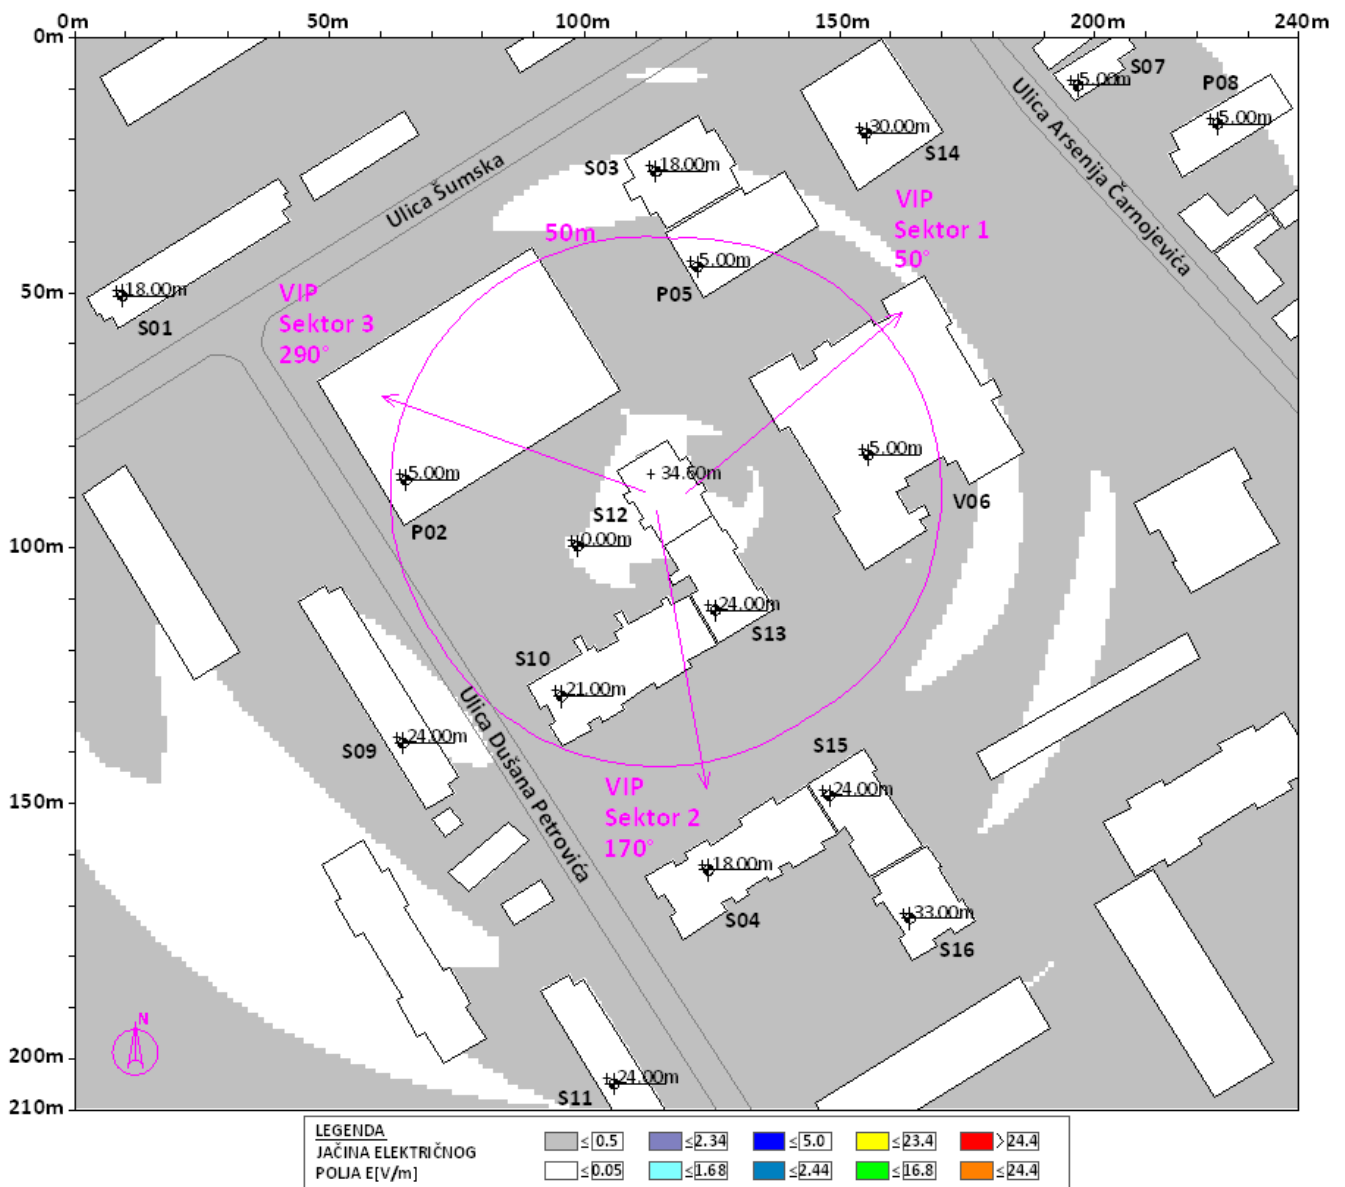 0m 50m 100m 150m 200m 240m
0m
50m
100m
150m
200m
210m
Ulica Šumska
Ulica Arsenija Čarnojevića
Ulica Dušana Petrovića
5.00m S07
P08
5.00m
30.00m
S14
S03 18.00m
VIP
Sektor 1
50°
50m
5.00m
P05
18.00m
S01
VIP
Sektor 3
290°
5.00m
P02
34.60m
S12
0.00m
5.00m
V06
24.00m
S13
S10
21.00m
24.00m
S09
VIP
Sektor 2
170°
S15
24.00m
18.00m
S04
33.00m
S16
N
24.00m
S11
LEGENDA
JAČINA ELEKTRIČNOG
POLJA E[V/m]
≤0.5 ≤2.34 ≤5.0 ≤23.4 >24.4
≤0.05 ≤1.68 ≤2.44 ≤16.8 ≤24.4